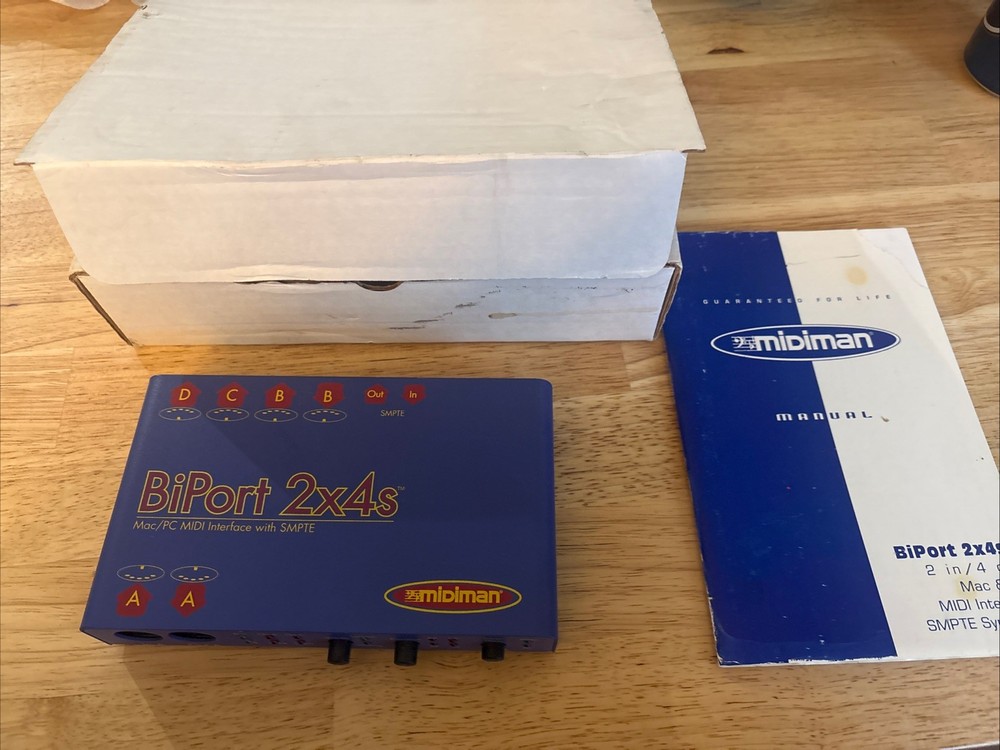 D C B B Out In
SMPTE
BiPort 2x4s™
Mac/PC MIDI Interface with SMPTE
A A
midiman®
GUARANTEED FOR LIFE
midiman®
MANUAL
BiPort 2x4s
2 in/4
Mac
MIDI Inte
SMPTE Sy